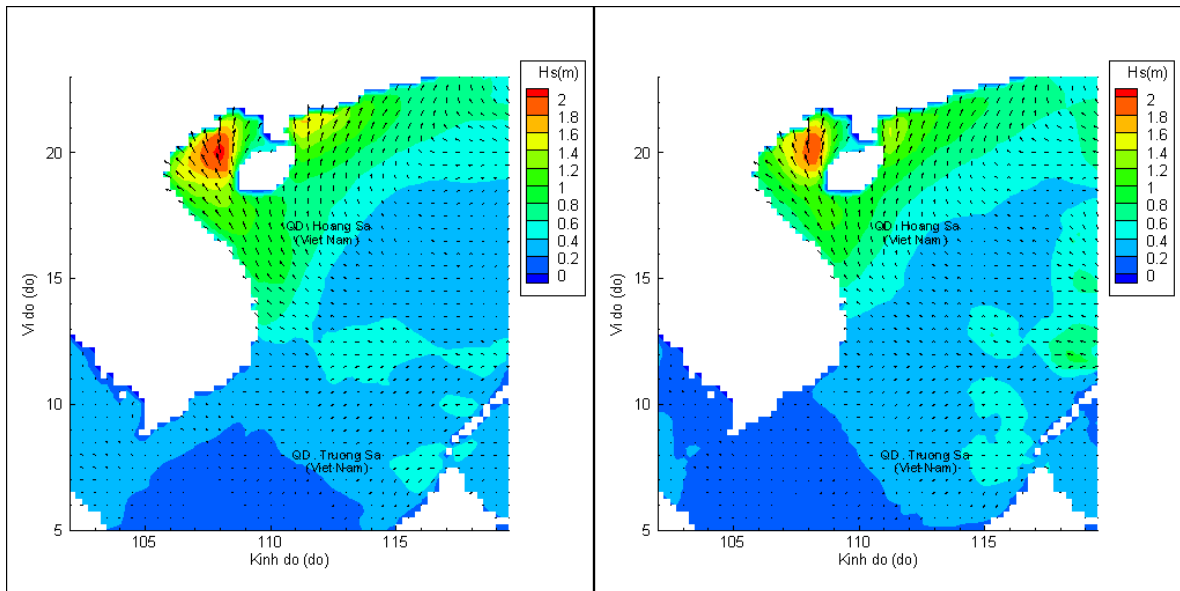 Hs(m)
2
1.8
1.6
1.4
1.2
1
0.8
0.6
0.4
0.2
0
20
15
10
5
Vi do (do)
QD. Hoang Sa
(Viet Nam)
QD. Truong Sa
(Viet Nam)
105
110
115
Kinh do (do)
Hs(m)
2
1.8
1.6
1.4
1.2
1
0.8
0.6
0.4
0.2
0
20
15
10
5
Vi do (do)
QD. Hoang Sa
(Viet Nam)
QD. Truong Sa
(Viet Nam)
105
110
115
Kinh do (do)